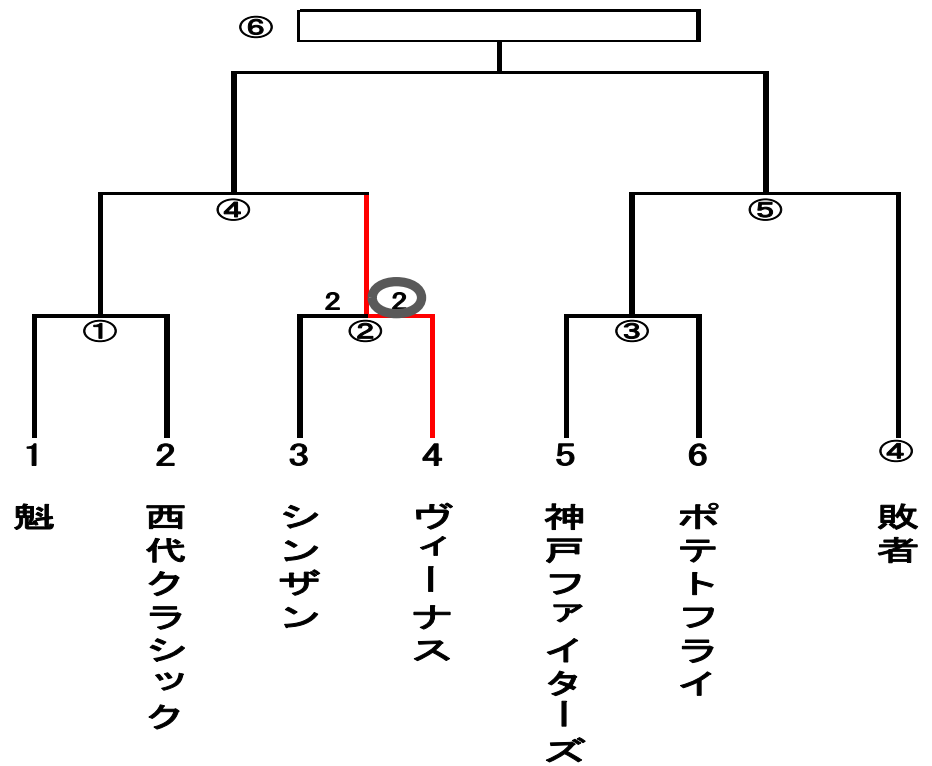 ⑥
④
⑤
2
2
①
②
③
1
2
3
4
5
6
④
魁
西代クラシック
シンザン
ヴィーナス
神戸ファイターズ
ポテトフライ
敗者